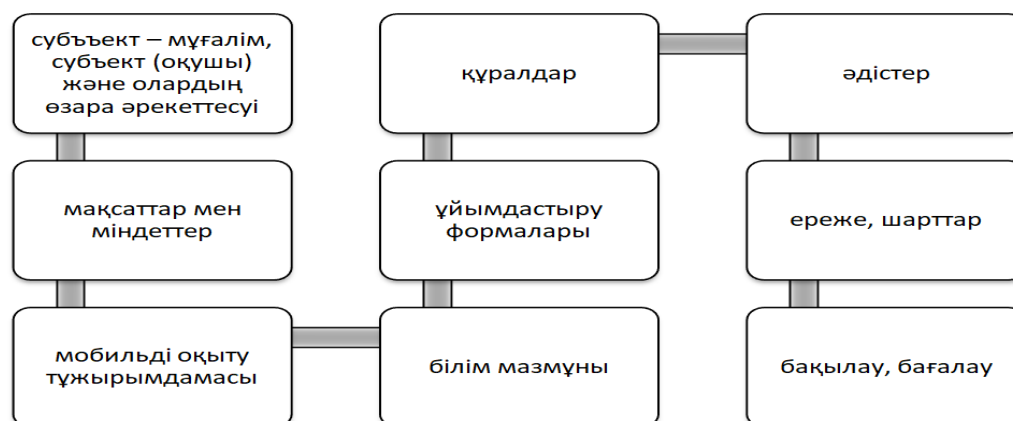 субъъект – мұғалім,
субъект (оқушы)
және олардың
өзара әрекеттесуі
мақсаттар мен
міндеттер
мобильді оқыту
тұжырымдамасы
білім мазмұны
ұйымдастыру
формалары
құралдар
әдістер
ереже, шарттар
бақылау, бағалау